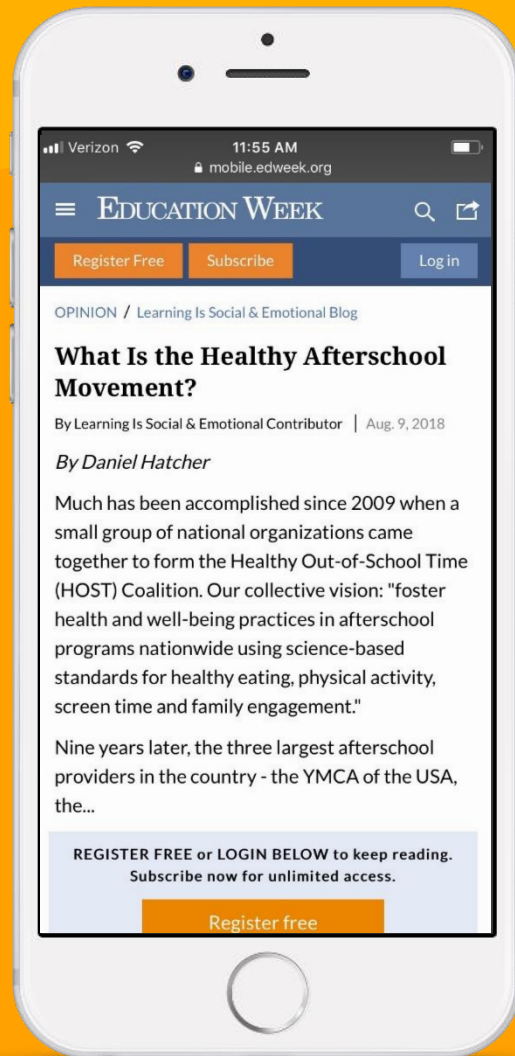 Verizon 11:55 AM
mobile.edweek.org
EDUCATION WEEK
Register Free Subscribe Log in
OPINION / Learning Is Social & Emotional Blog
What Is the Healthy Afterschool
Movement?
By Learning Is Social & Emotional Contributor | Aug. 9, 2018
By Daniel Hatcher
Much has been accomplished since 2009 when a
small group of national organizations came
together to form the Healthy Out-of-School Time
(HOST) Coalition. Our collective vision: "foster
health and well-being practices in afterschool
programs nationwide using science-based
standards for healthy eating, physical activity,
screen time and family engagement."
Nine years later, the three largest afterschool
providers in the country - the YMCA of the USA,
the...
REGISTER FREE or LOGIN BELOW to keep reading.
Subscribe now for unlimited access.
Register free